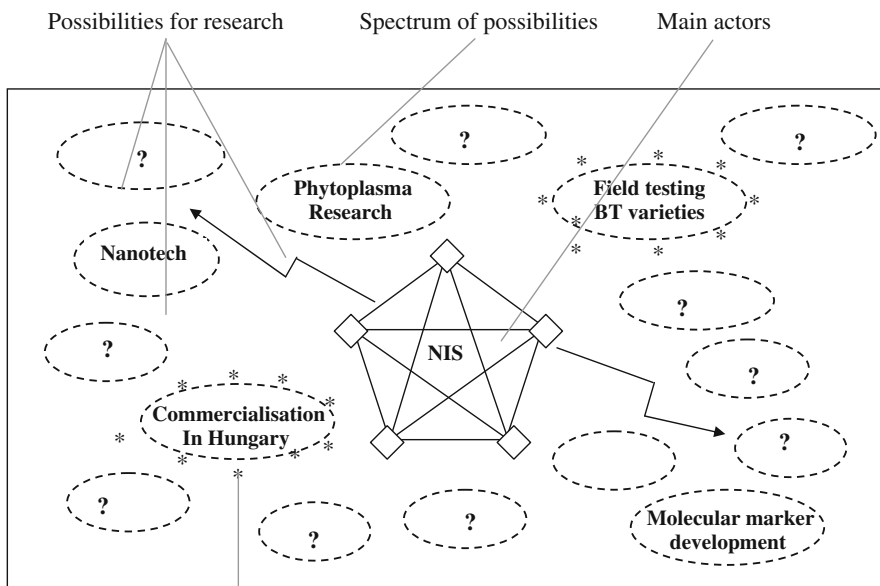 Possibilities for research
Spectrum of possibilities
Main actors
?
?
?
Phytoplasma
Research
Field testing
BT varieties
* * * * * * * * *
Nanotech
?
NIS
?
?
* * * *
Commercialisation
In Hungary
* * * * * *
?
?
?
?
Molecular marker
development